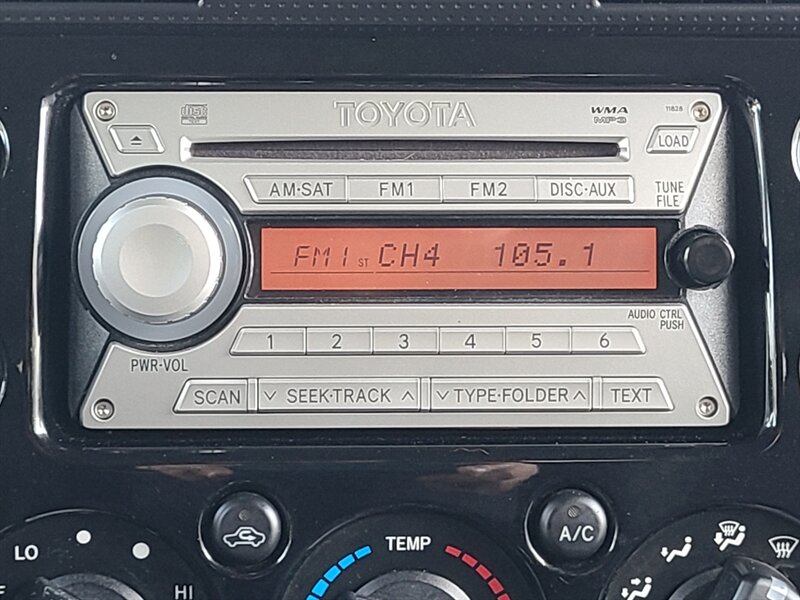 TOYOTA
WMA
MP3
11828
LOAD
AM·SAT FM1 FM2 DISC·AUX
TUNE
FILE
FM1 ST CH4 105.1
AUDIO CTRL
PUSH
1 2 3 4 5 6
PWR·VOL
SCAN ∨ SEEK·TRACK ∧ ∨ TYPE·FOLDER ∧ TEXT
A/C
TEMP
LO
HI